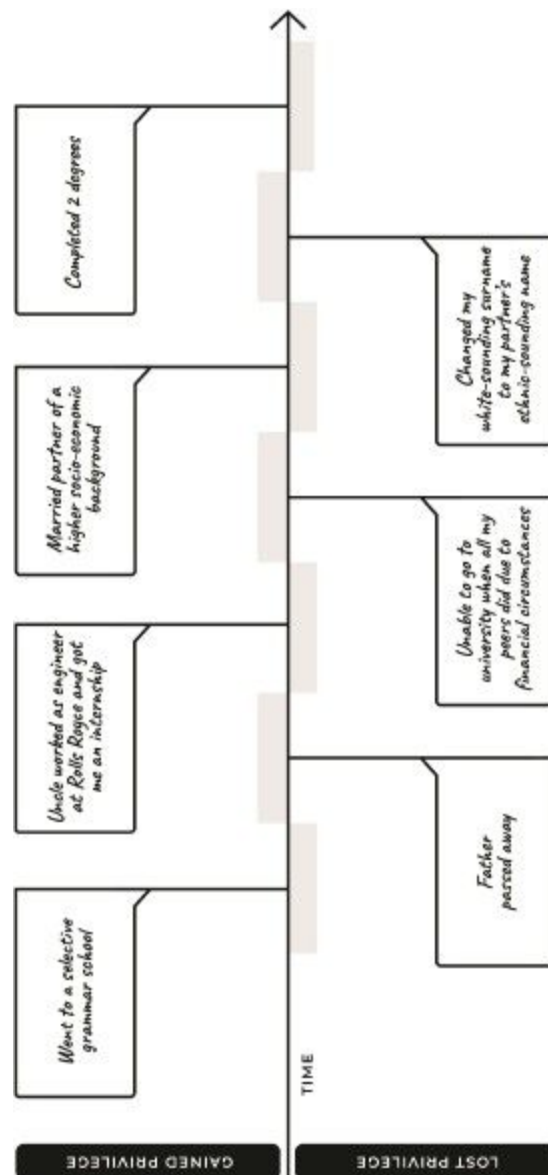 GAINED PRIVILEGE
Went to a selective
grammar school
Uncle worked as engineer
at Rolls Royce and got
me an internship
Married partner of a
higher socio-economic
background
Completed 2 degrees
TIME
LOST PRIVILEGE
Father
passed away
Unable to go to
university when all my
peers did due to
financial circumstances
Changed my
white-sounding surname
to my partner's
ethnic-sounding name